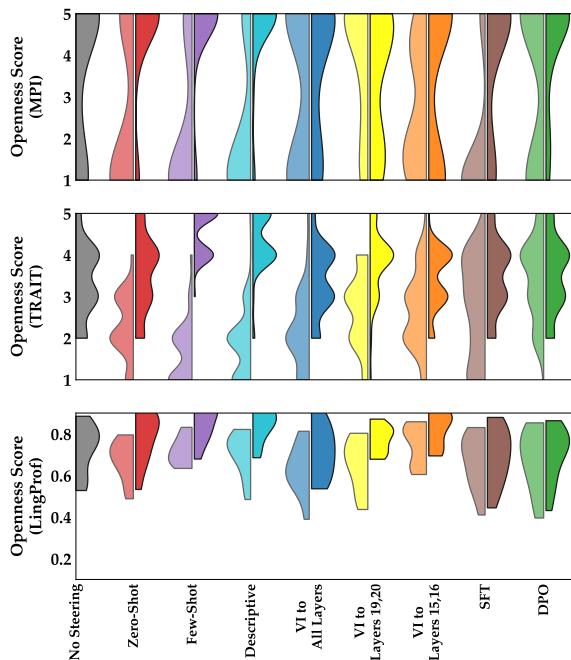 Openness Score
(MPI)
5
4
3
2
1
Openness Score
(TRAIT)
5
4
3
2
1
Openness Score
(LingProf)
0.8
0.6
0.4
0.2
No Steering
Zero-Shot
Few-Shot
Descriptive
VI to
All Layers
VI to
Layers 19,20
VI to
Layers 15,16
SFT
DPO